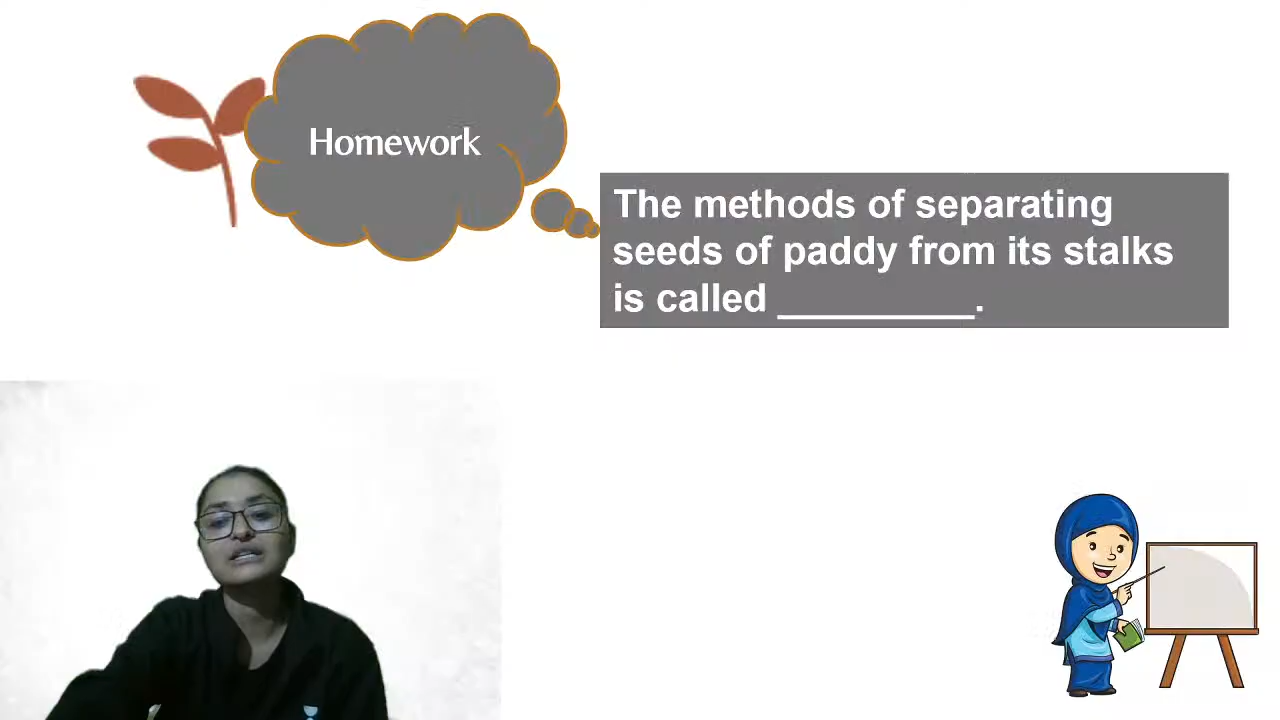 Homework
The methods of separating
seeds of paddy from its stalks
is called _________.